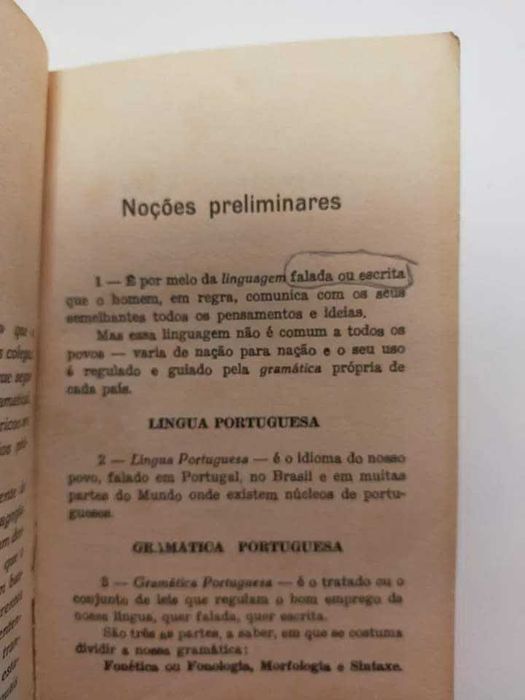 Noções preliminares
1 — É por meio da linguagem falada ou escrita
que o homem, em regra, comunica com os seus
semelhantes todos os pensamentos e ideias.
Mas essa linguagem não é comum a todos os
povos — varia de nação para nação e o seu uso
é regulado e guiado pela gramática própria de
cada país.
LINGUA PORTUGUESA
2 — Lingua Portuguesa — é o idioma do nosso
povo, falado em Portugal, no Brasil e em muitas
partes do Mundo onde existem núcleos de portu-
gueses.
GRAMATICA PORTUGUESA
3 — Gramática Portuguesa — é o tratado ou o
conjunto de leis que regulam o bom emprego da
nossa lingua, quer falada, quer escrita.
São três as partes, a saber, em que se costuma
dividir a nossa gramática:
Fonética ou Fonologia, Morfologia e Sintaxe.